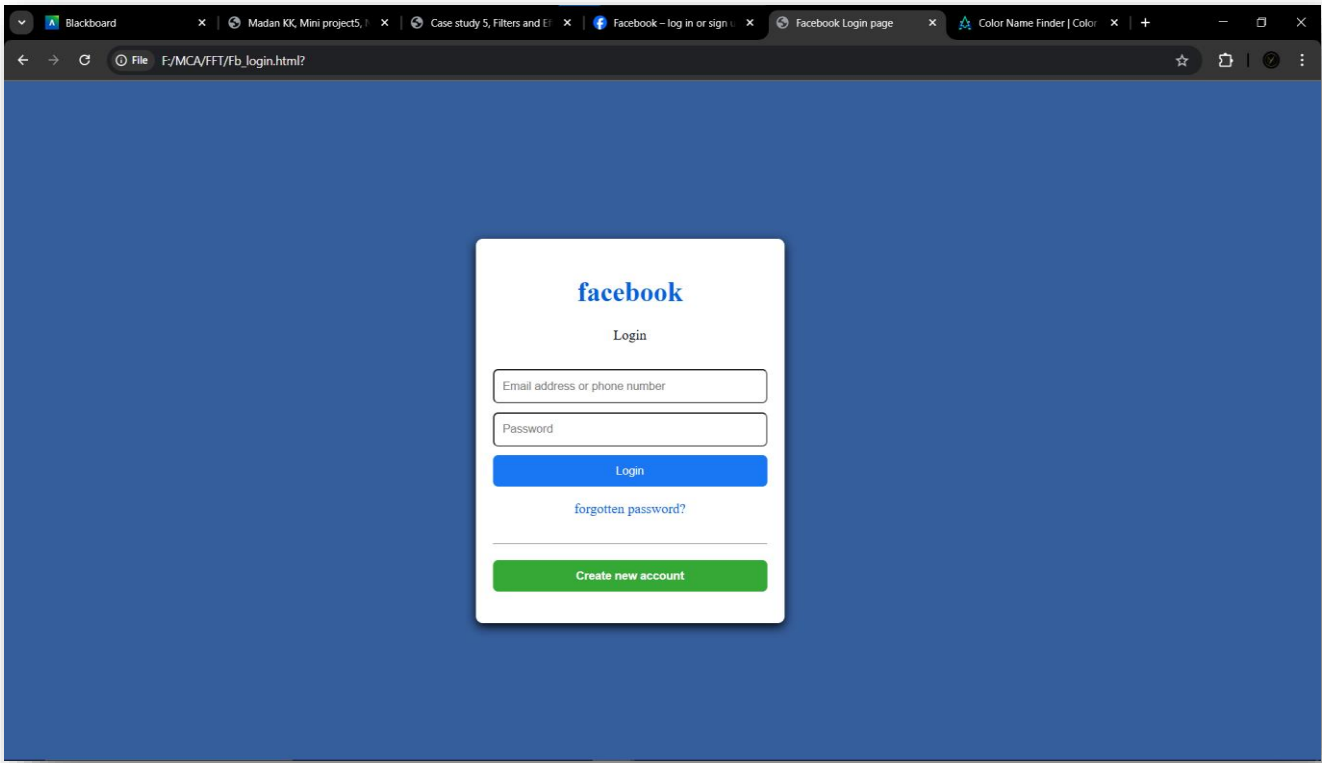 Blackboard
Madan KK, Mini project5,
Case study 5, Filters and Ef
Facebook – log in or sign u
Facebook Login page
Color Name Finder | Color
File F:/MCA/FFT/Fb_login.html?
facebook
Login
Email address or phone number
Password
Login
forgotten password?
Create new account